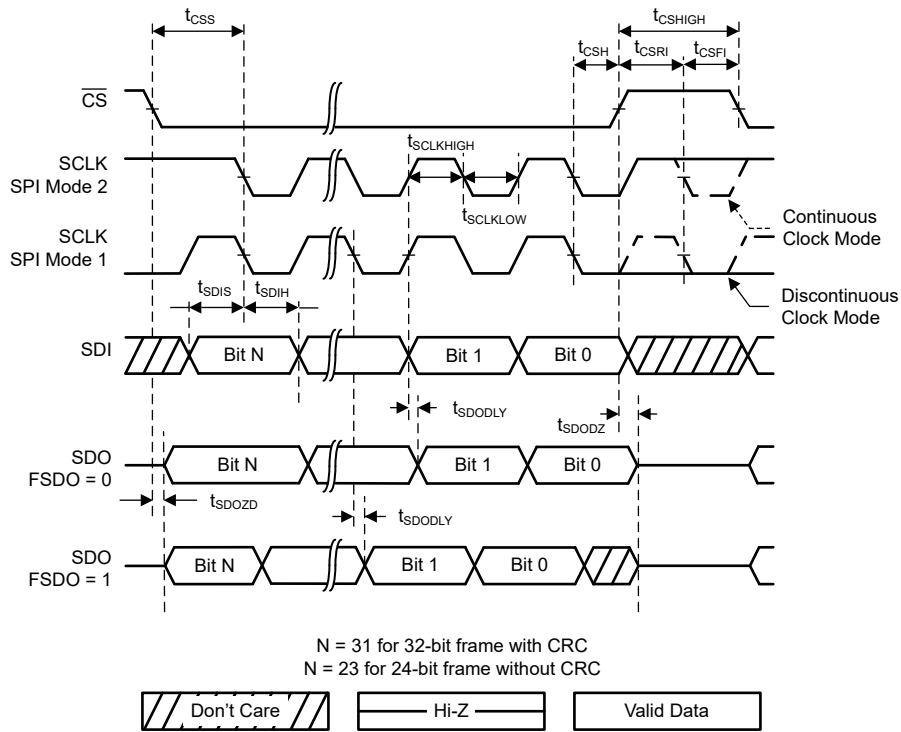 tCSS
tCSHIGH
tCSH
tCSRI
tCSFI
CS
SCLK
SPI Mode 2
tSCLKHIGH
tSCLKLOW
Continuous
Clock Mode
SCLK
SPI Mode 1
Discontinuous
Clock Mode
tSDIS
tSDIH
SDI
Bit N
Bit 1
Bit 0
tSDODLY
tSDODZ
SDO
FSDO = 0
Bit N
Bit 1
Bit 0
tSDOZD
tSDODLY
SDO
FSDO = 1
Bit N
Bit 1
Bit 0
N = 31 for 32-bit frame with CRC
N = 23 for 24-bit frame without CRC
Don't Care
Hi-Z
Valid Data